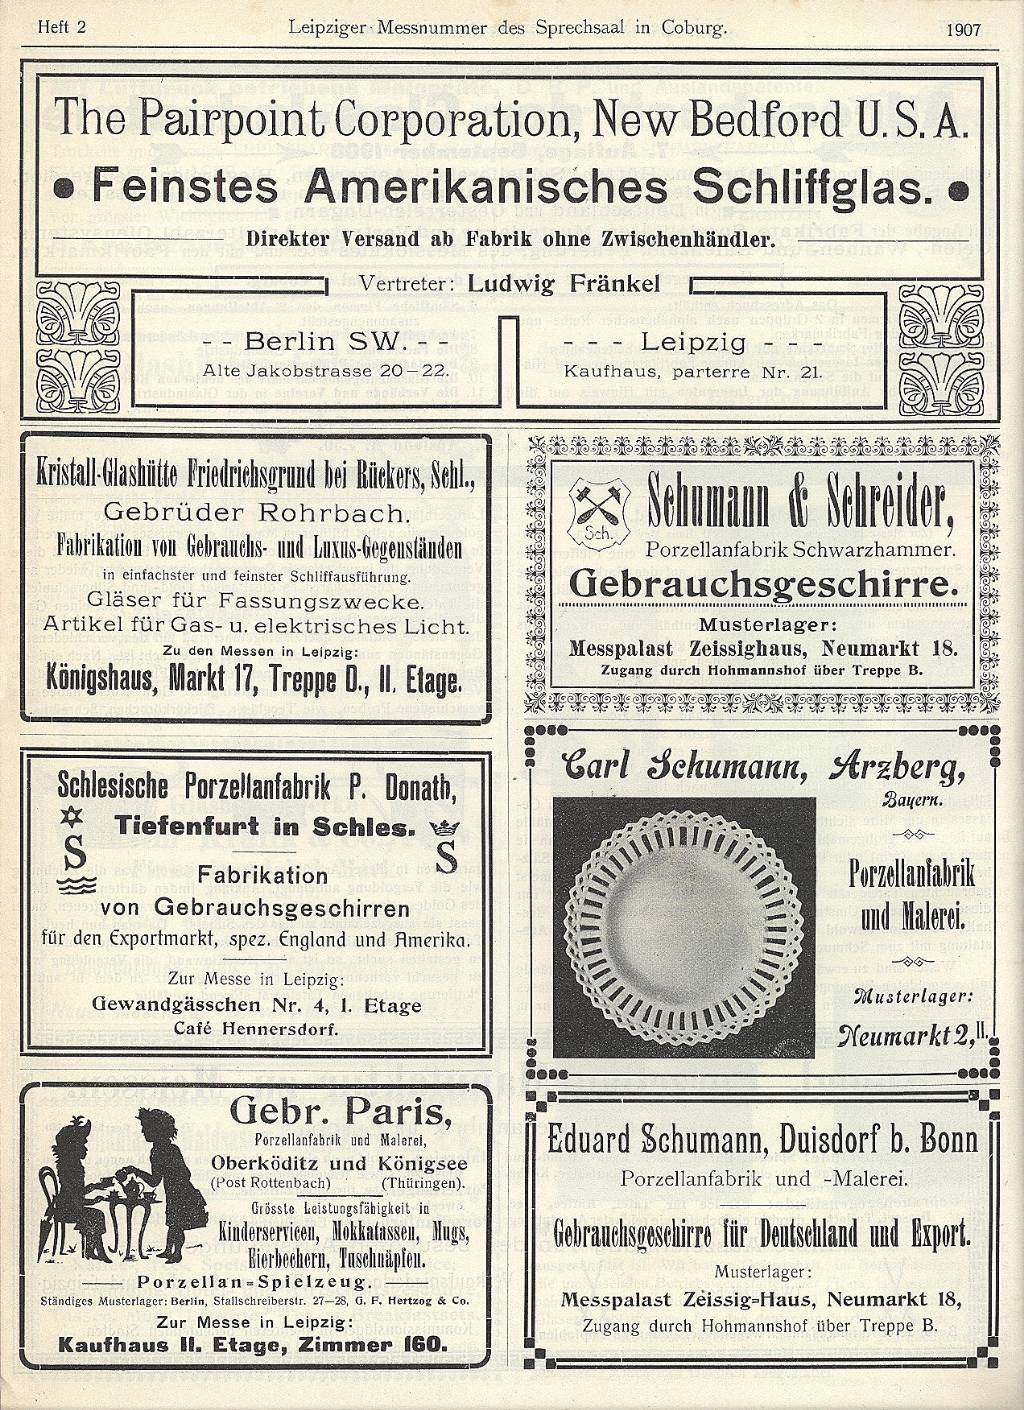 Heft 2
Leipziger Messnummer des Sprechsaal in Coburg.
1907
The Pairpoint Corporation, New Bedford U. S. A.
• Feinstes Amerikanisches Schliffglas. •
Direkter Versand ab Fabrik ohne Zwischenhändler.
Vertreter: Ludwig Fränkel
- - Berlin SW. - -
Alte Jakobstrasse 20-22.
- - - Leipzig - - -
Kaufhaus, parterre Nr. 21.
Kristall-Glashütte Friedrichsgrund bei Rückers, Schl.,
Gebrüder Rohrbach.
Fabrikation von Gebrauchs- und Luxus-Gegenständen
in einfachster und feinster Schliffausführung.
Gläser für Fassungszwecke.
Artikel für Gas- u. elektrisches Licht.
Zu den Messen in Leipzig:
Königshaus, Markt 17, Treppe D., II. Etage.
Sch.
Schumann & Schreider,
Porzellanfabrik Schwarzhammer.
Gebrauchsgeschirre.
Musterlager:
Messpalast Zeissighaus, Neumarkt 18.
Zugang durch Hohmannshof über Treppe B.
Schlesische Porzellanfabrik P. Donath,
Tiefenfurt in Schles.
S
S
Fabrikation
von Gebrauchsgeschirren
für den Exportmarkt, spez. England und Amerika.
Zur Messe in Leipzig:
Gewandgässchen Nr. 4, I. Etage
Café Hennersdorf.
Carl Schumann, Arzberg,
Bayern.
Porzellanfabrik
und Malerei.
Musterlager:
Neumarkt 2, II.
Gebr. Paris,
Porzellanfabrik und Malerei,
Oberköditz und Königsee
(Post Rottenbach) (Thüringen).
Grösste Leistungsfähigkeit in
Kinderservicen, Mokkatassen, Mugs,
Eierbechern, Tuschnäpfen.
Porzellan=Spielzeug.
Ständiges Musterlager: Berlin, Stallschreiberstr. 27-28, G. F. Hertzog & Co.
Zur Messe in Leipzig:
Kaufhaus II. Etage, Zimmer 160.
Eduard Schumann, Duisdorf b. Bonn
Porzellanfabrik und -Malerei.
Gebrauchsgeschirre für Deutschland und Export.
Musterlager:
Messpalast Zeissig=Haus, Neumarkt 18,
Zugang durch Hohmannshof über Treppe B.